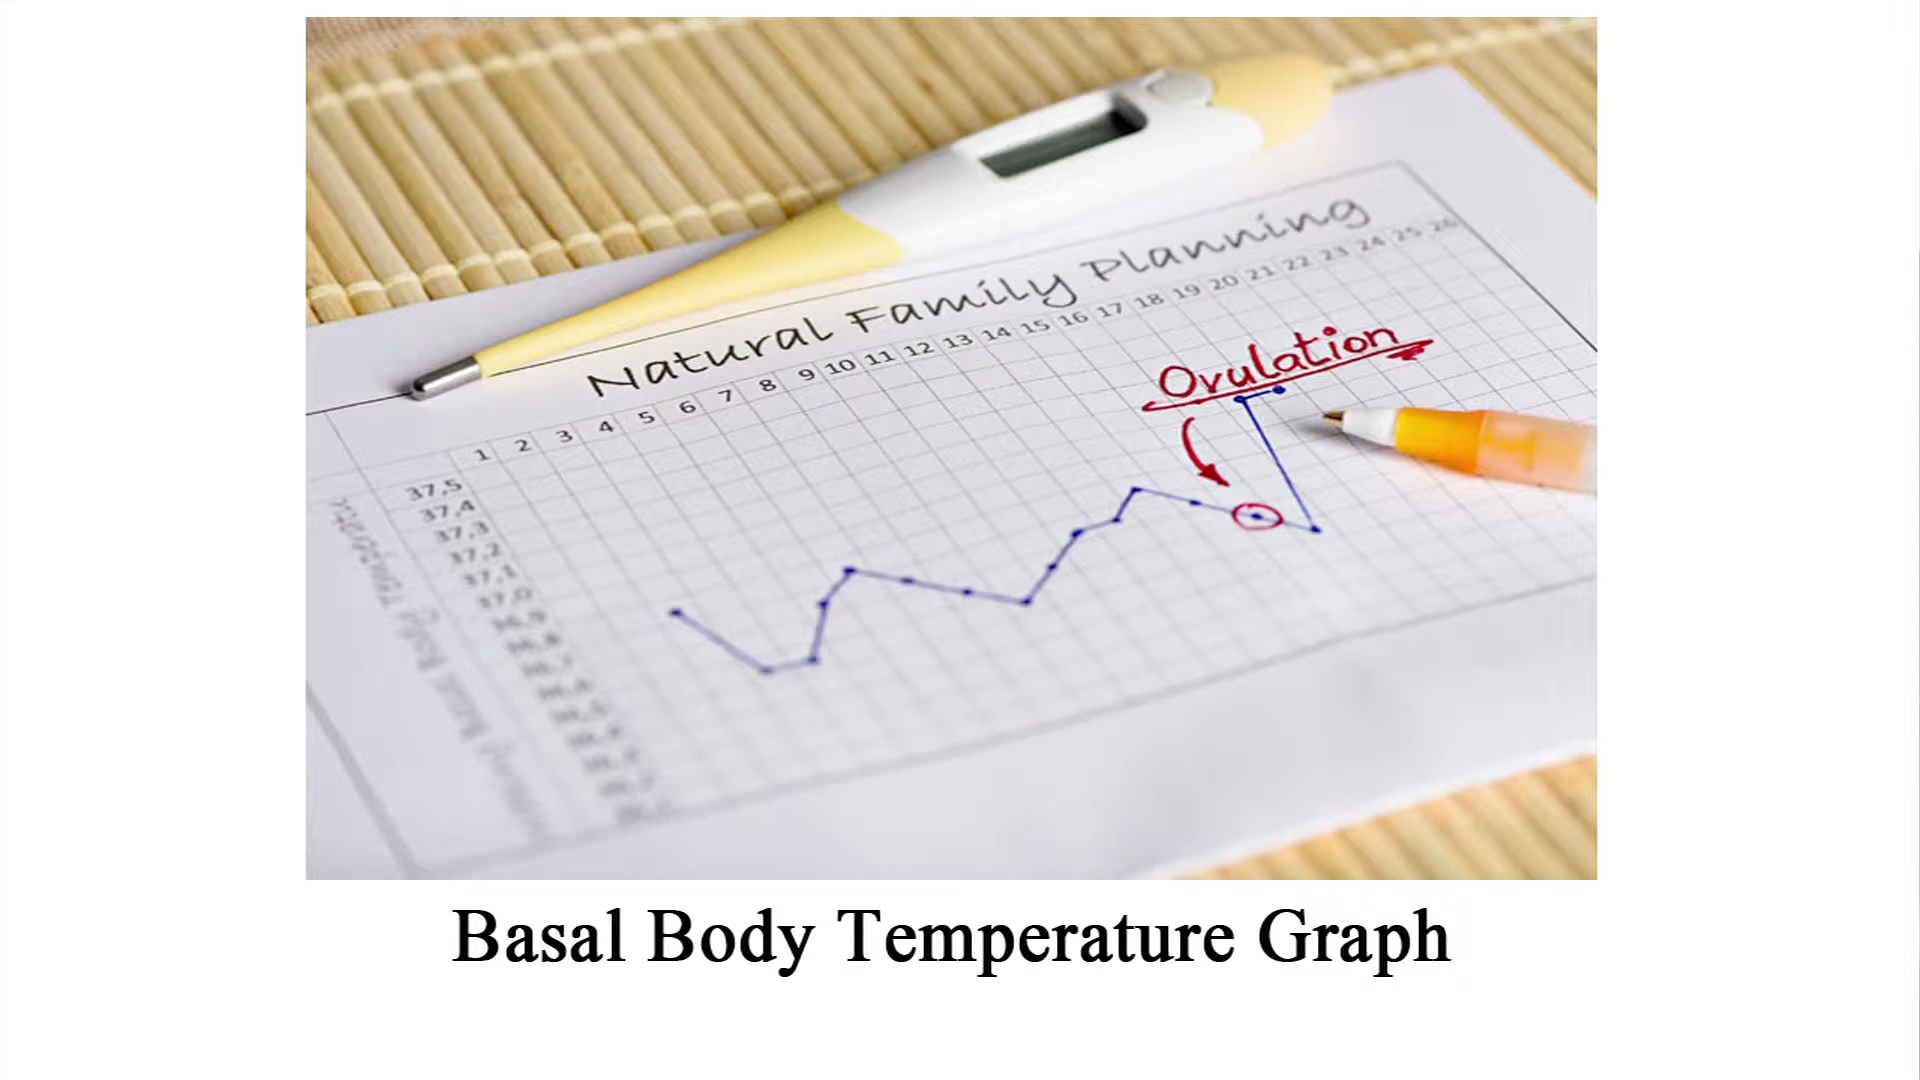 Natural Family Planning
1 2 3 4 5 6 7 8 9 10 11 12 13 14 15 16 17 18 19 20 21 22 23 24 25 26
Ovulation
37,5
37,4
37,3
37,2
37,1
37,0
Basal Body Temperature Graph